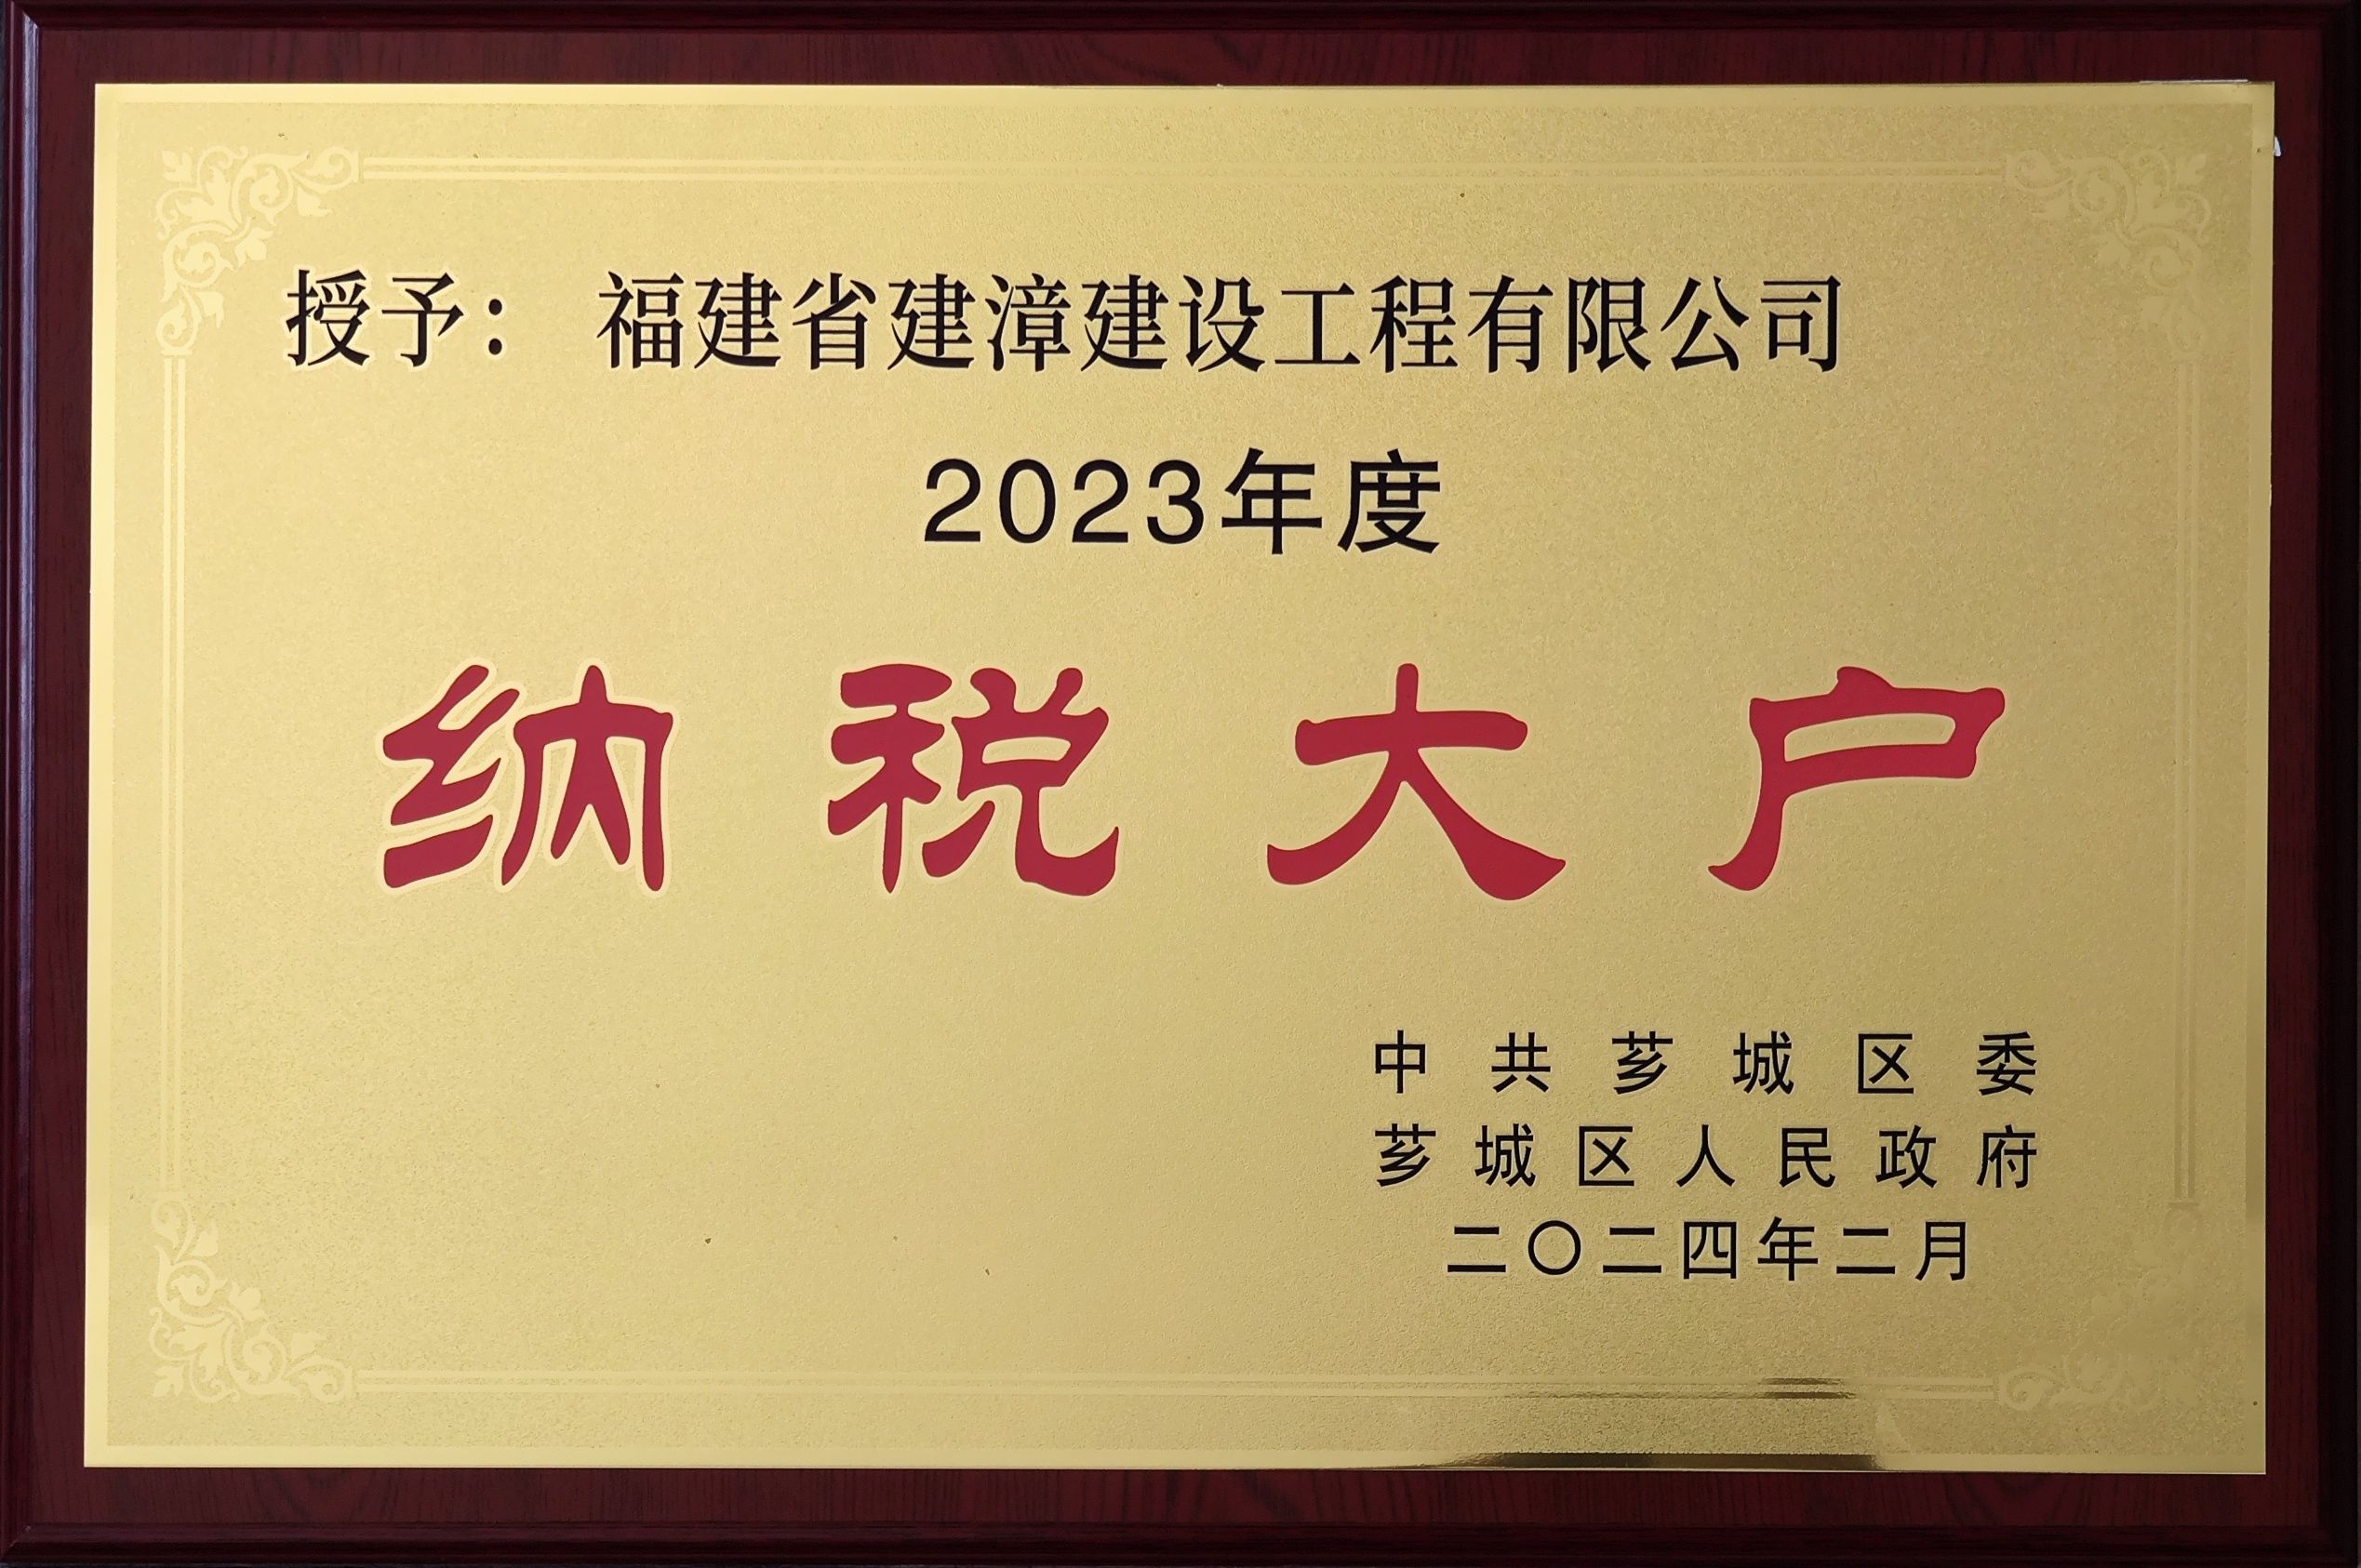 授予： 福建省建漳建设工程有限公司
2023年度
纳税大户
中共芗城区委
芗城区人民政府
二〇二四年二月